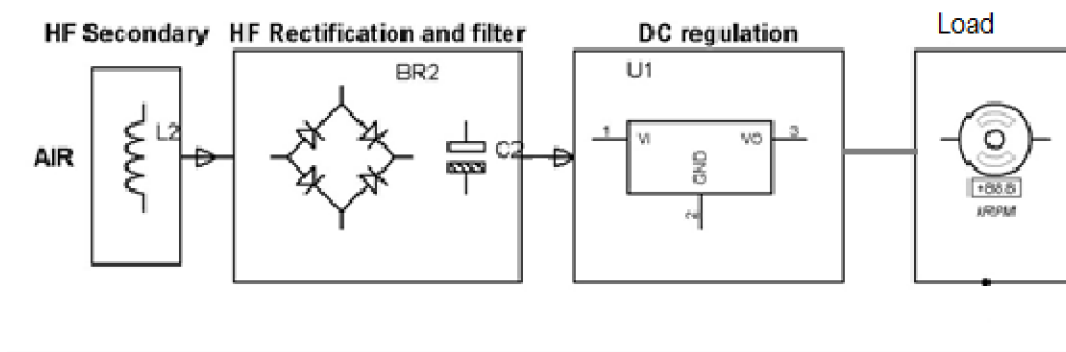 HF Secondary HF Rectification and filter DC regulation Load
BR2 U1
L2
AIR
C2
1 VI VO 3
GND
2
+88.8